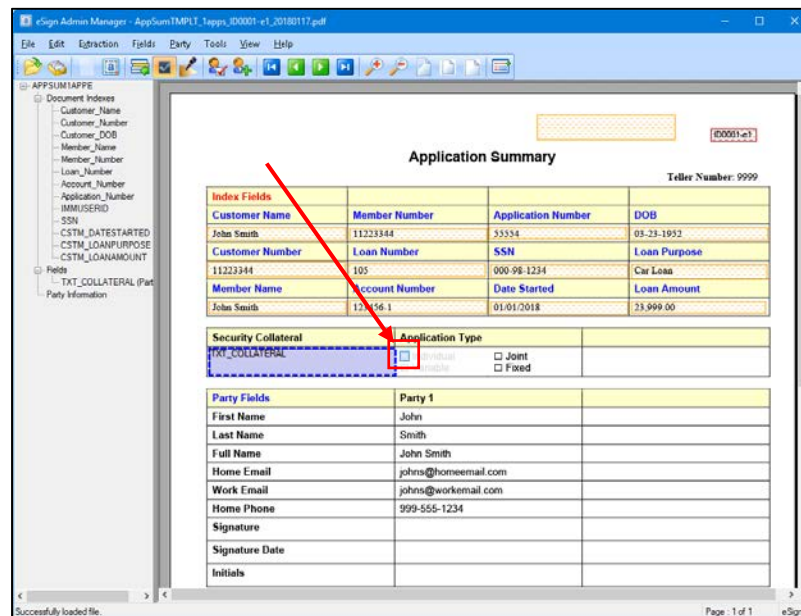 eSign Admin Manager - AppSumTMPLT_1apps_ID0001-e1_20180117.pdf
File Edit Extraction Fields Party Tools View Help
APPSUM1APPE
Document Indexes
Customer_Name
Customer_Number
Customer_DOB
Member_Name
Member_Number
Loan_Number
Account_Number
Application_Number
IMMUSERID
SSN
CSTM_DATESTARTED
CSTM_LOANPURPOSE
CSTM_LOANAMOUNT
Fields
TXT_COLLATERAL (Part
Party Information
ID0001-e1
Application Summary
Teller Number: 9999
Index Fields
Customer Name Member Number Application Number DOB
John Smith 11223344 55554 03-23-1952
Customer Number Loan Number SSN Loan Purpose
11223344 105 000-98-1234 Car Loan
Member Name Account Number Date Started Loan Amount
John Smith 123456-1 01/01/2018 23,999.00
Security Collateral Application Type
TXT_COLLATERAL Individual Joint
Variable Fixed
Party Fields Party 1
First Name John
Last Name Smith
Full Name John Smith
Home Email johns@homeemail.com
Work Email johns@workemail.com
Home Phone 999-555-1234
Signature
Signature Date
Initials
Successfully loaded file. Page : 1 of 1 eSign